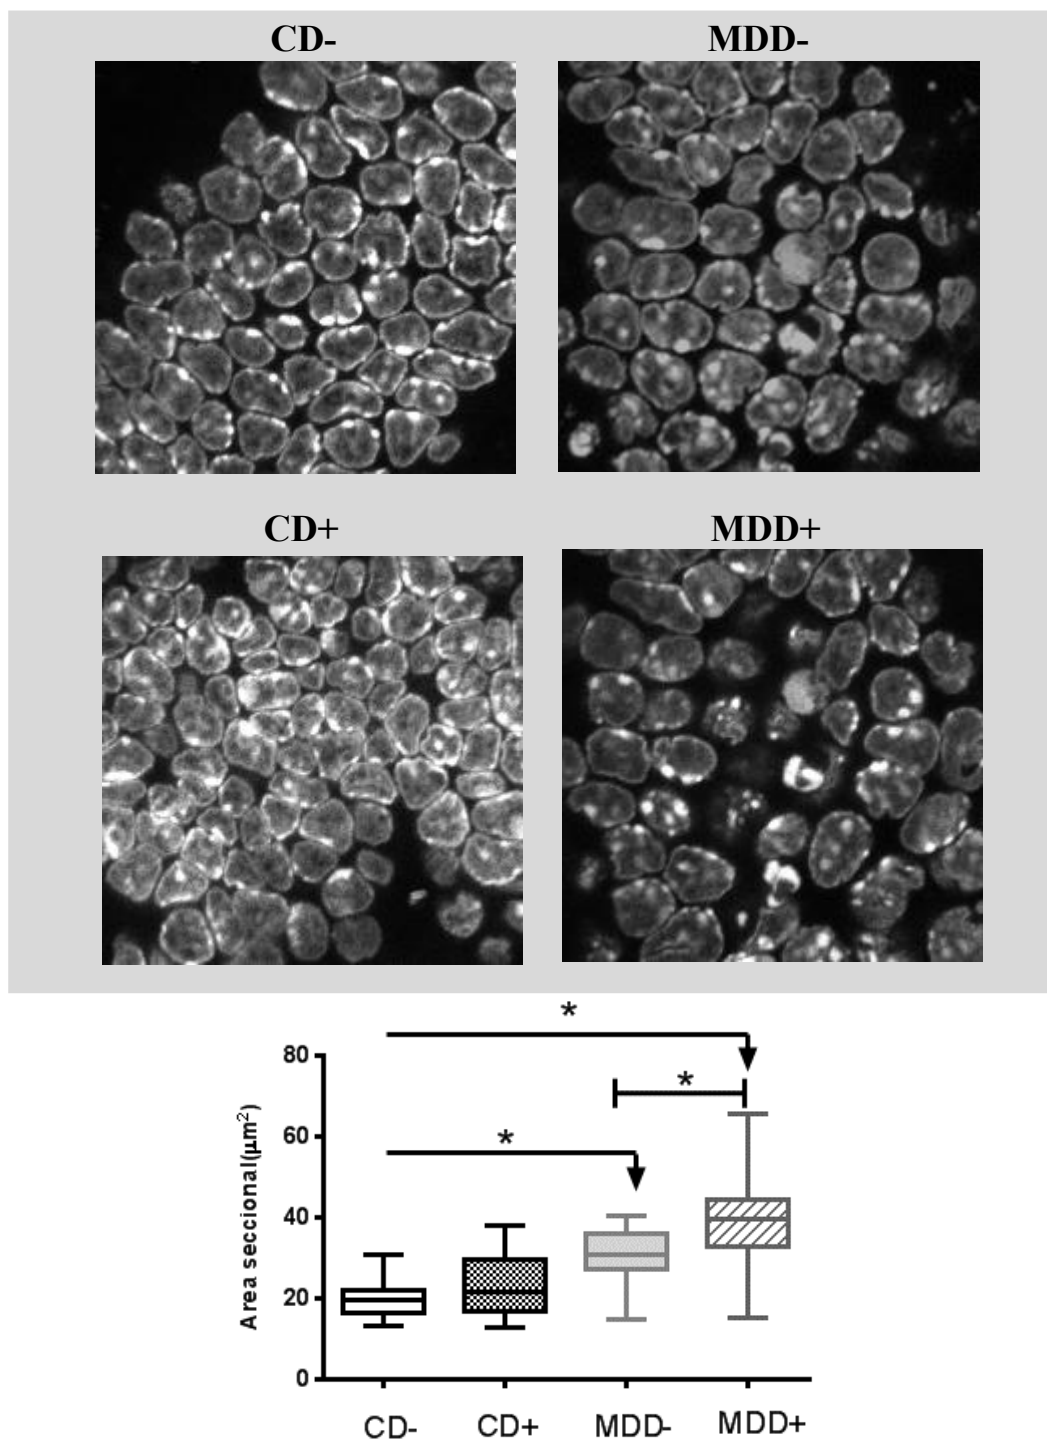 CD-
MDD-
CD+
MDD+
*
*
*
80
60
40
20
0
Area seccional(μm²)
CD-
CD+
MDD-
MDD+